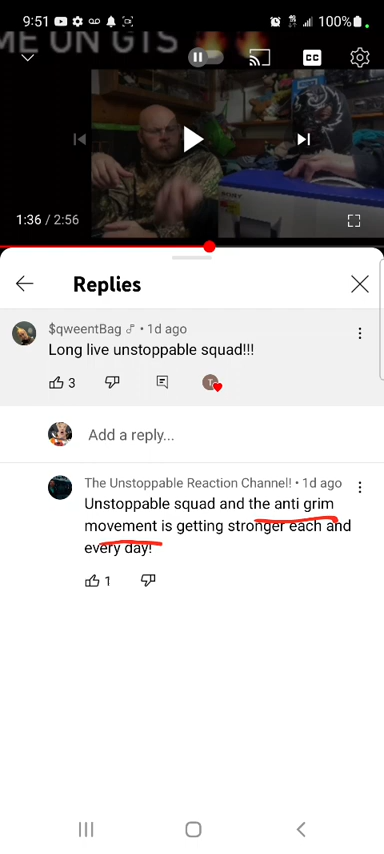 9:51
100%
ME ON GTS
CC
1:36 / 2:56
Replies
$qweentBag • 1d ago
Long live unstoppable squad!!!
3
T
Add a reply...
The Unstoppable Reaction Channel! • 1d ago
Unstoppable squad and the anti grim
movement is getting stronger each and
every day!
1